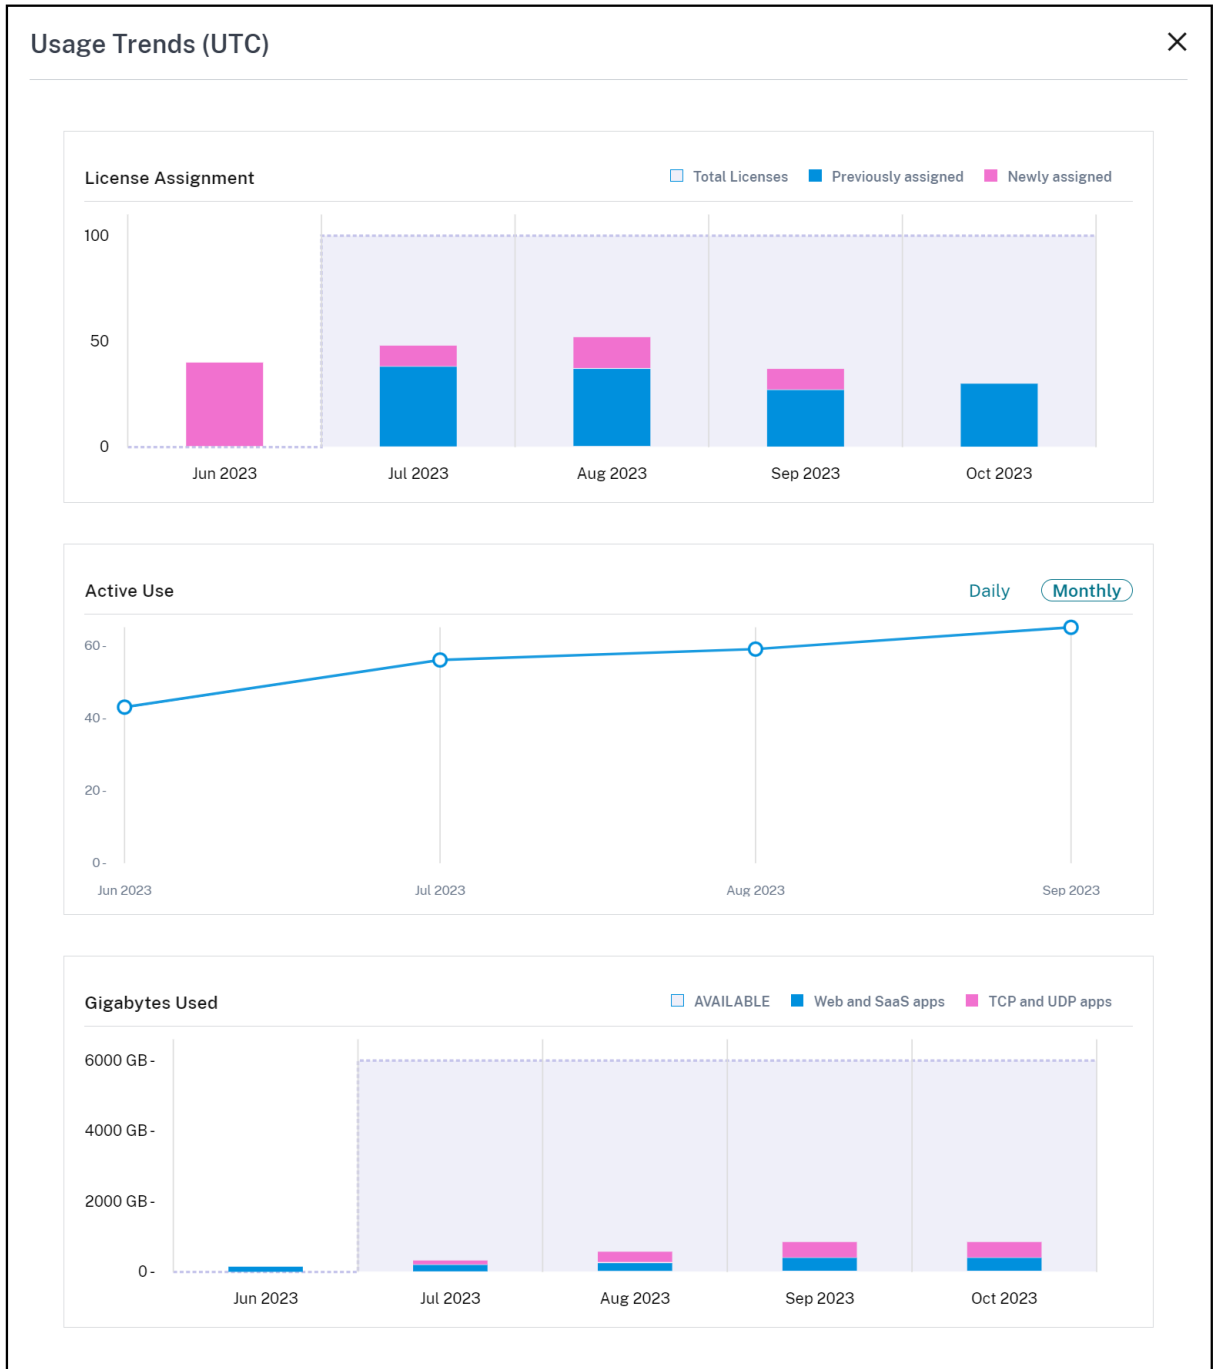 Usage Trends (UTC)
License Assignment
Total Licenses Previously assigned Newly assigned
100
50
0
Jun 2023 Jul 2023 Aug 2023 Sep 2023 Oct 2023
Active Use
Daily Monthly
60-
40-
20-
0-
Jun 2023 Jul 2023 Aug 2023 Sep 2023
Gigabytes Used
AVAILABLE Web and SaaS apps TCP and UDP apps
6000 GB-
4000 GB-
2000 GB-
0-
Jun 2023 Jul 2023 Aug 2023 Sep 2023 Oct 2023